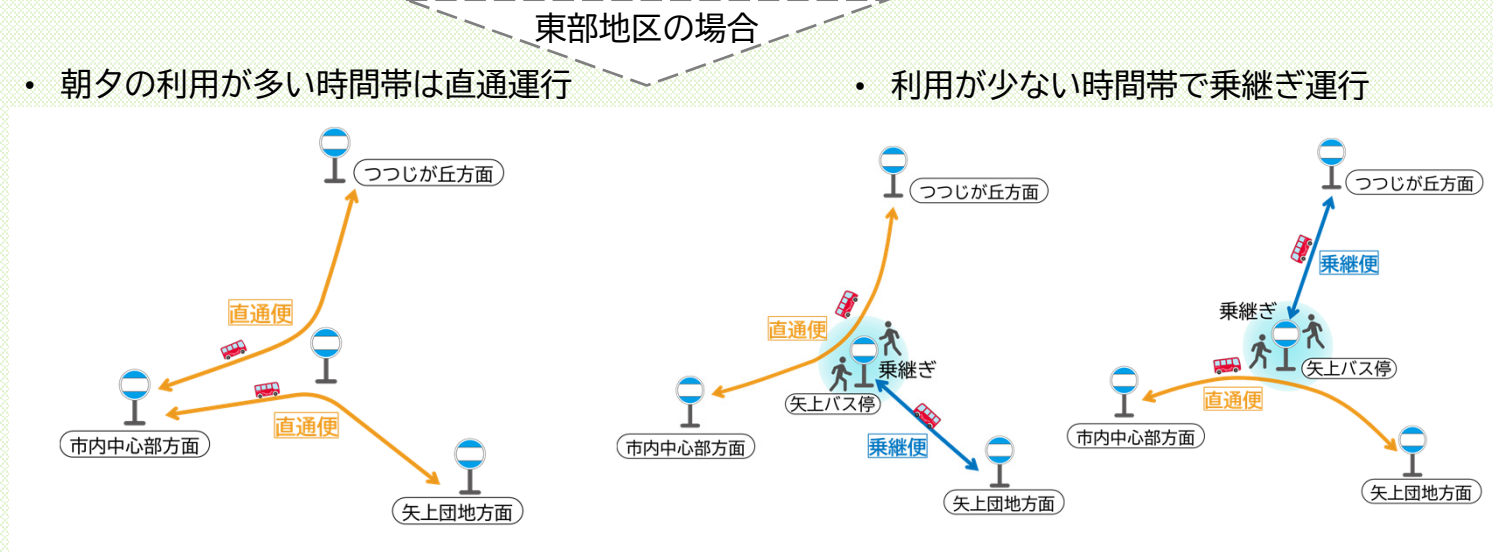 東部地区の場合
• 朝夕の利用が多い時間帯は直通運行
つつじが丘方面
直通便
市内中心部方面
直通便
矢上団地方面
• 利用が少ない時間帯で乗継ぎ運行
つつじが丘方面
直通便
乗継ぎ
矢上バス停
市内中心部方面
乗継便
矢上団地方面
つつじが丘方面
乗継便
乗継ぎ
矢上バス停
直通便
市内中心部方面
矢上団地方面